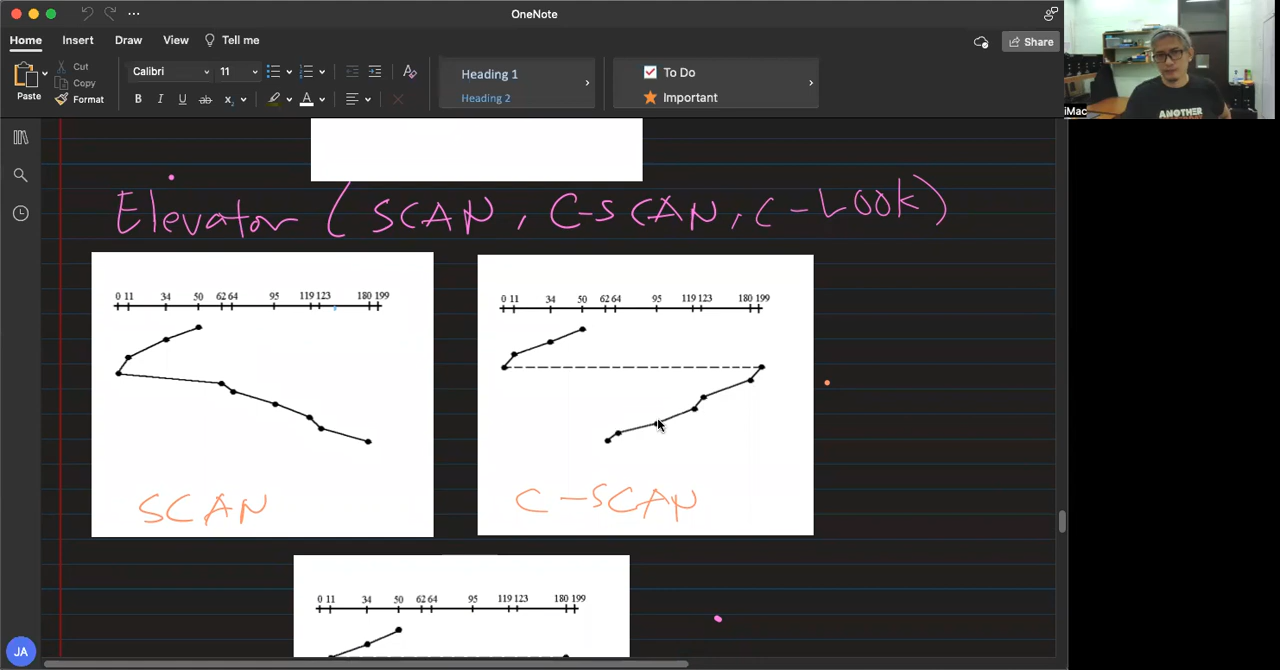 OneNote
Home Insert Draw View Tell me
Share
Paste
Cut
Copy
Format
Calibri 11
B I U ab x₂ A
Heading 1
Heading 2
To Do
Important
iMac
ANOTHER
Elevator (SCAN, C-SCAN, C-LOOK)
0 11 34 50 62 64 95 119 123 180 199
SCAN
0 11 34 50 62 64 95 119 123 180 199
C-SCAN
0 11 34 50 62 64 95 119 123 180 199
JA